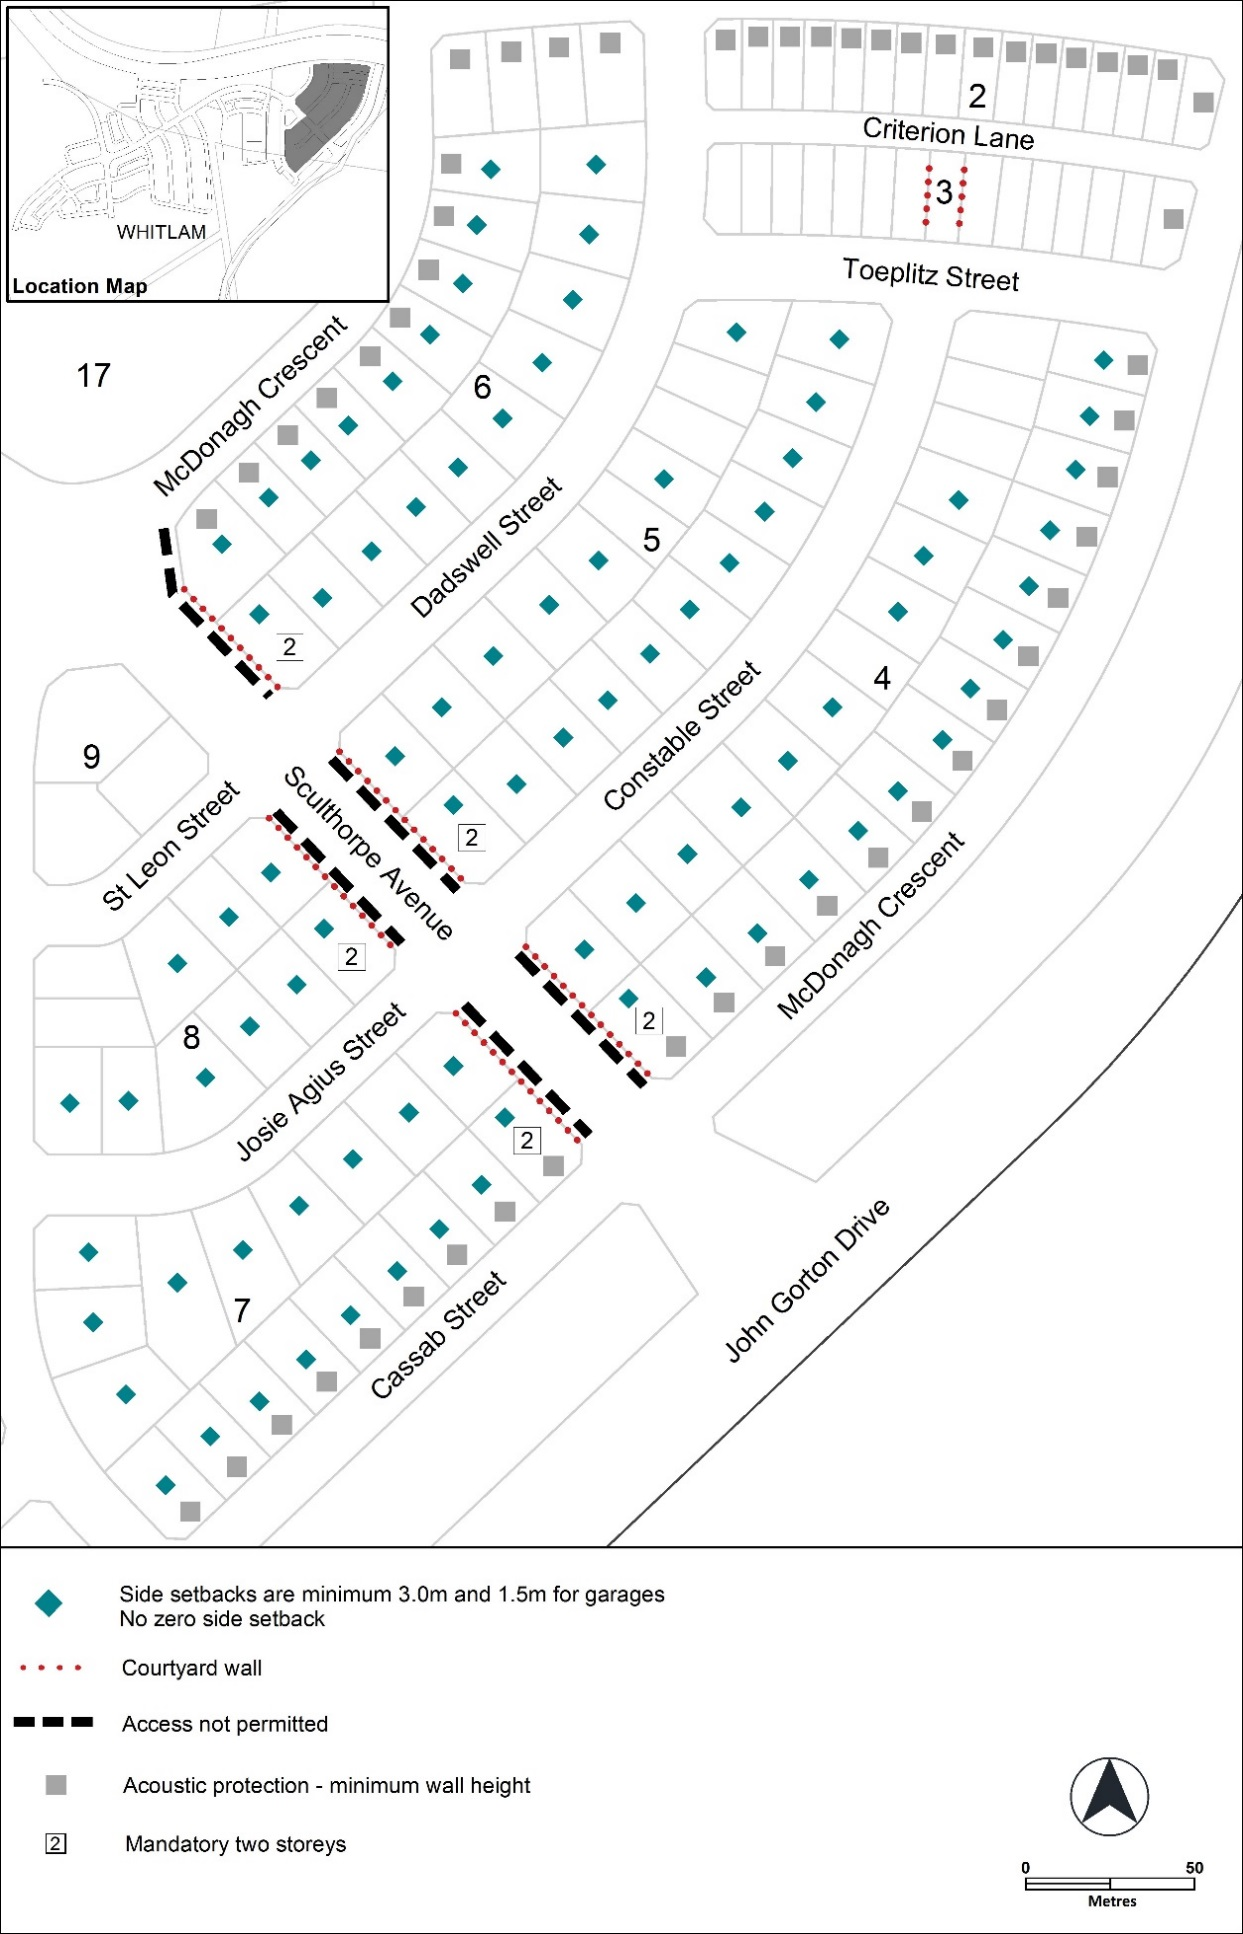 WHITLAM
Location Map
2
Criterion Lane
3
Toeplitz Street
17
McDonagh Crescent
6
5
Dadswell Street
2
4
Constable Street
9
St Leon Street
Sculthorpe Avenue
2
2
8
Josie Agius Street
2
McDonagh Crescent
2
7
Cassab Street
John Gorton Drive
Side setbacks are minimum 3.0m and 1.5m for garages
No zero side setback
Courtyard wall
Access not permitted
Acoustic protection - minimum wall height
2 Mandatory two storeys
0 50
Metres